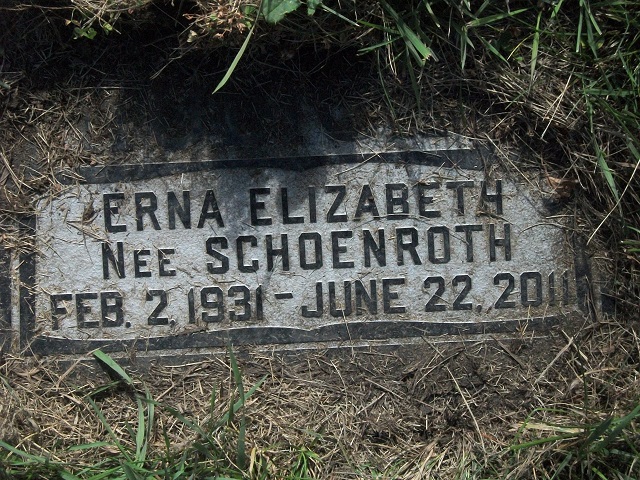 ERNA ELIZABETH
NEE SCHOENROTH
FEB. 2, 1931 - JUNE 22, 2011